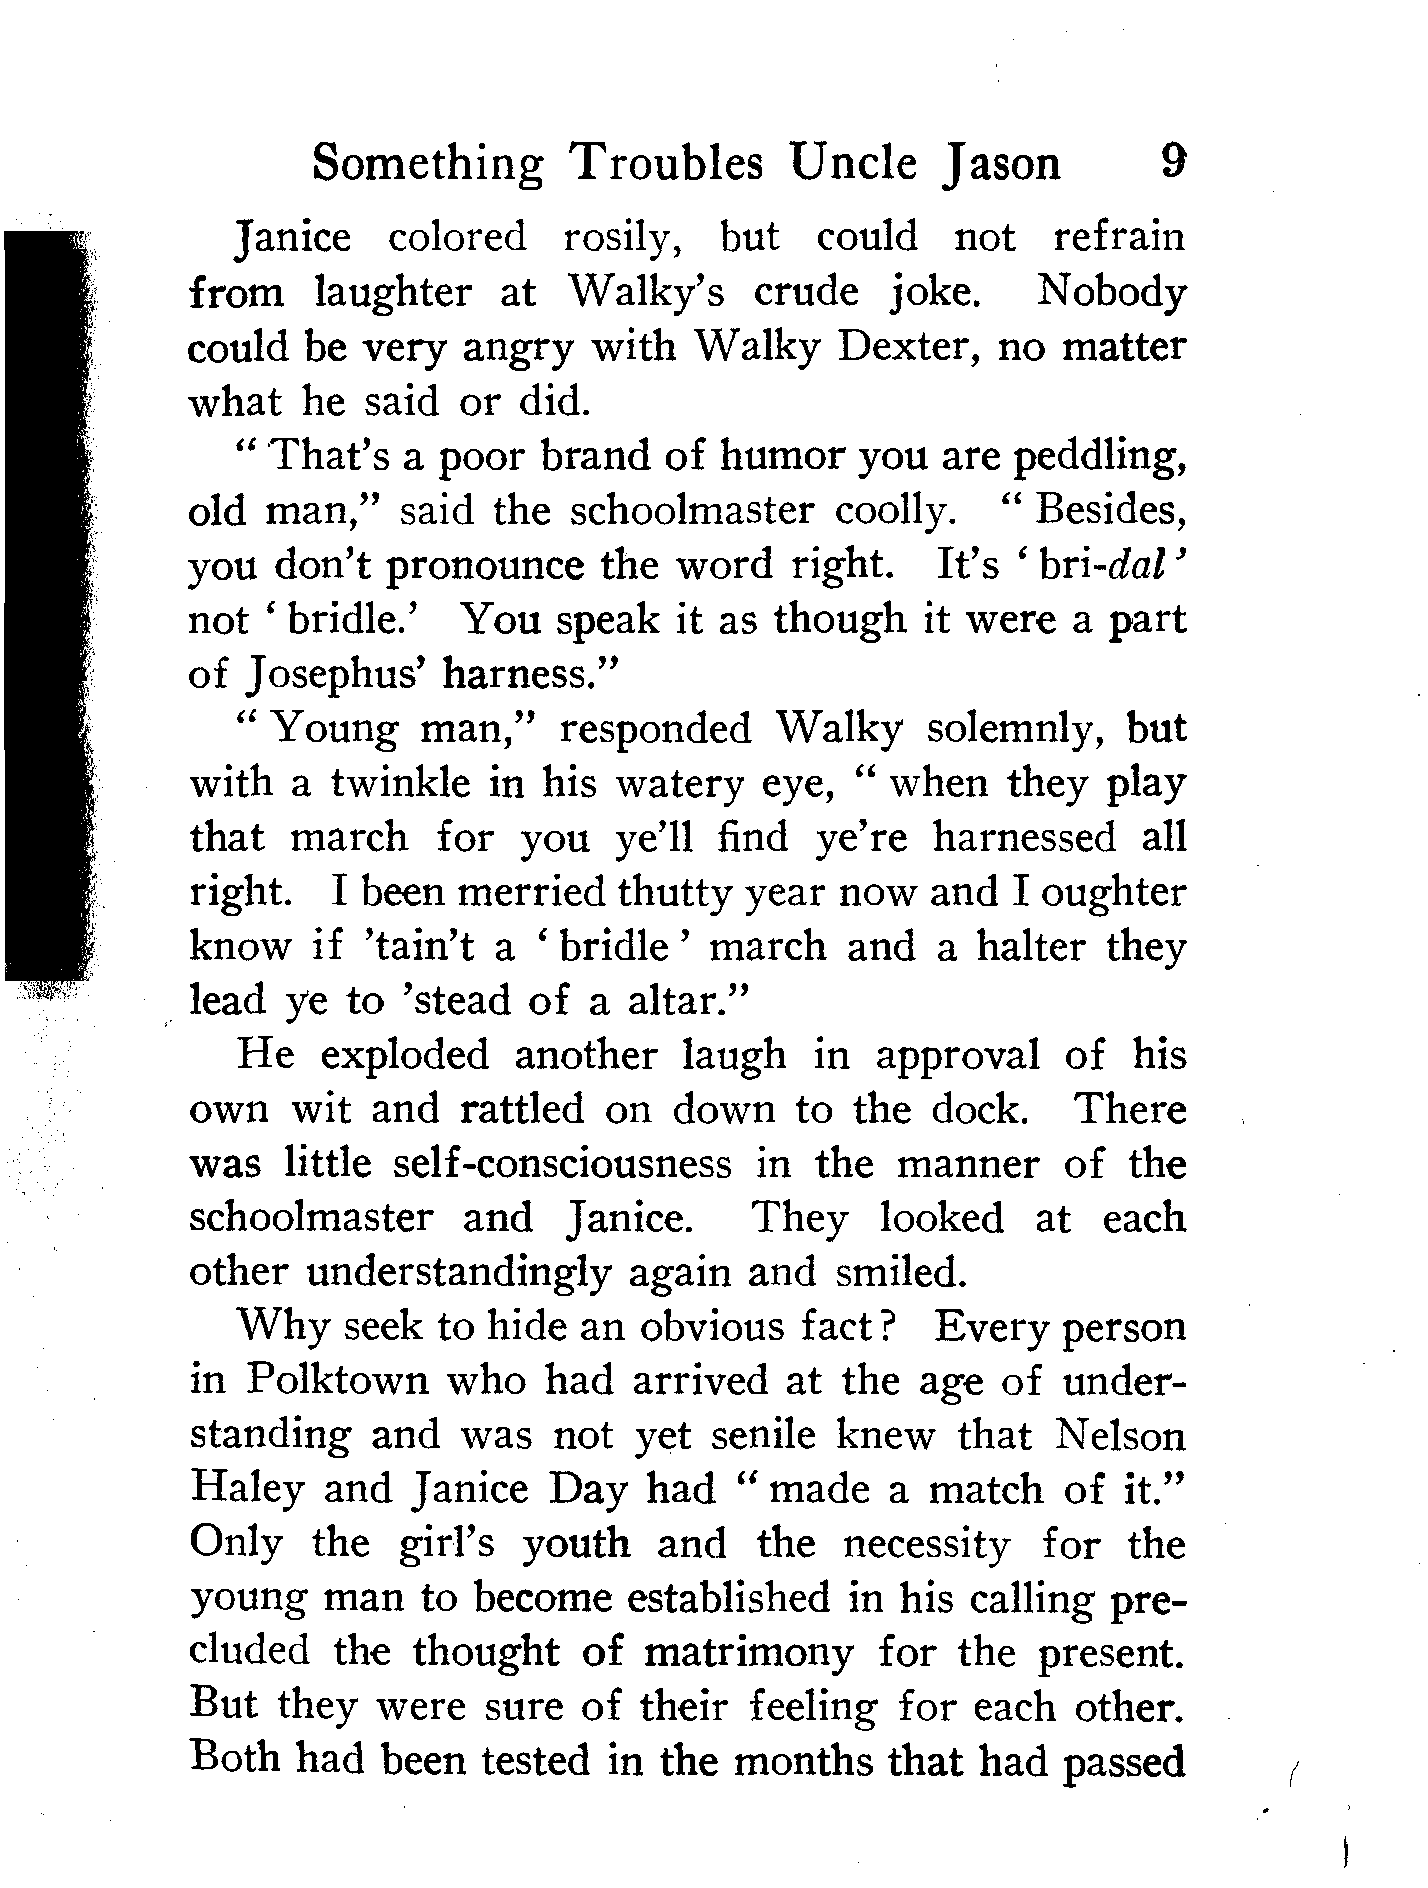 Something Troubles Uncle Jason 9
Janice colored rosily, but could not refrain
from laughter at Walky's crude joke. Nobody
could be very angry with Walky Dexter, no matter
what he said or did.
" That's a poor brand of humor you are peddling,
old man," said the schoolmaster coolly. " Besides,
you don't pronounce the word right. It's ' bri-dal '
not ' bridle.' You speak it as though it were a part
of Josephus' harness."
" Young man," responded Walky solemnly, but
with a twinkle in his watery eye, " when they play
that march for you ye'll find ye're harnessed all
right. I been merried thutty year now and I oughter
know if 'tain't a ' bridle ' march and a halter they
lead ye to 'stead of a altar."
He exploded another laugh in approval of his
own wit and rattled on down to the dock. There
was little self-consciousness in the manner of the
schoolmaster and Janice. They looked at each
other understandingly again and smiled.
Why seek to hide an obvious fact? Every person
in Polktown who had arrived at the age of under-
standing and was not yet senile knew that Nelson
Haley and Janice Day had " made a match of it."
Only the girl's youth and the necessity for the
young man to become established in his calling pre-
cluded the thought of matrimony for the present.
But they were sure of their feeling for each other.
Both had been tested in the months that had passed